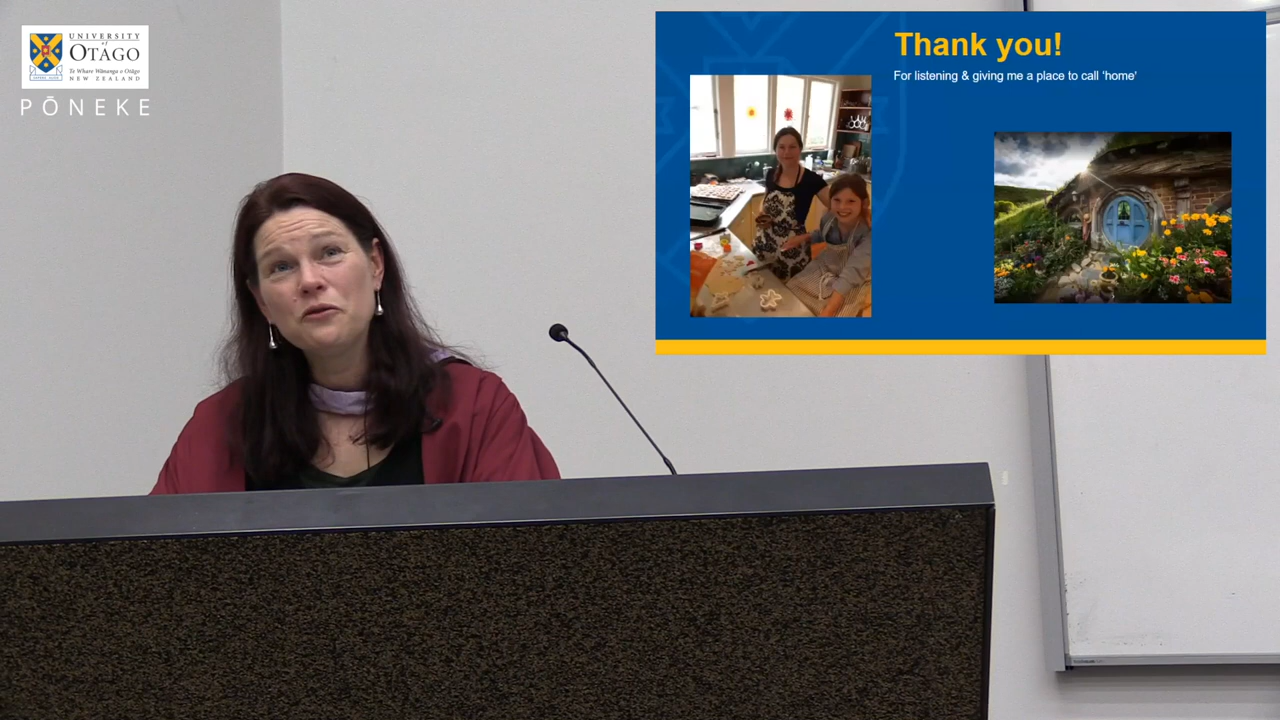 UNIVERSITY
of
OTAGO
Te Whare Wānanga o Otāgo
NEW ZEALAND
PŌNEKE
Thank you!
For listening & giving me a place to call ‘home’